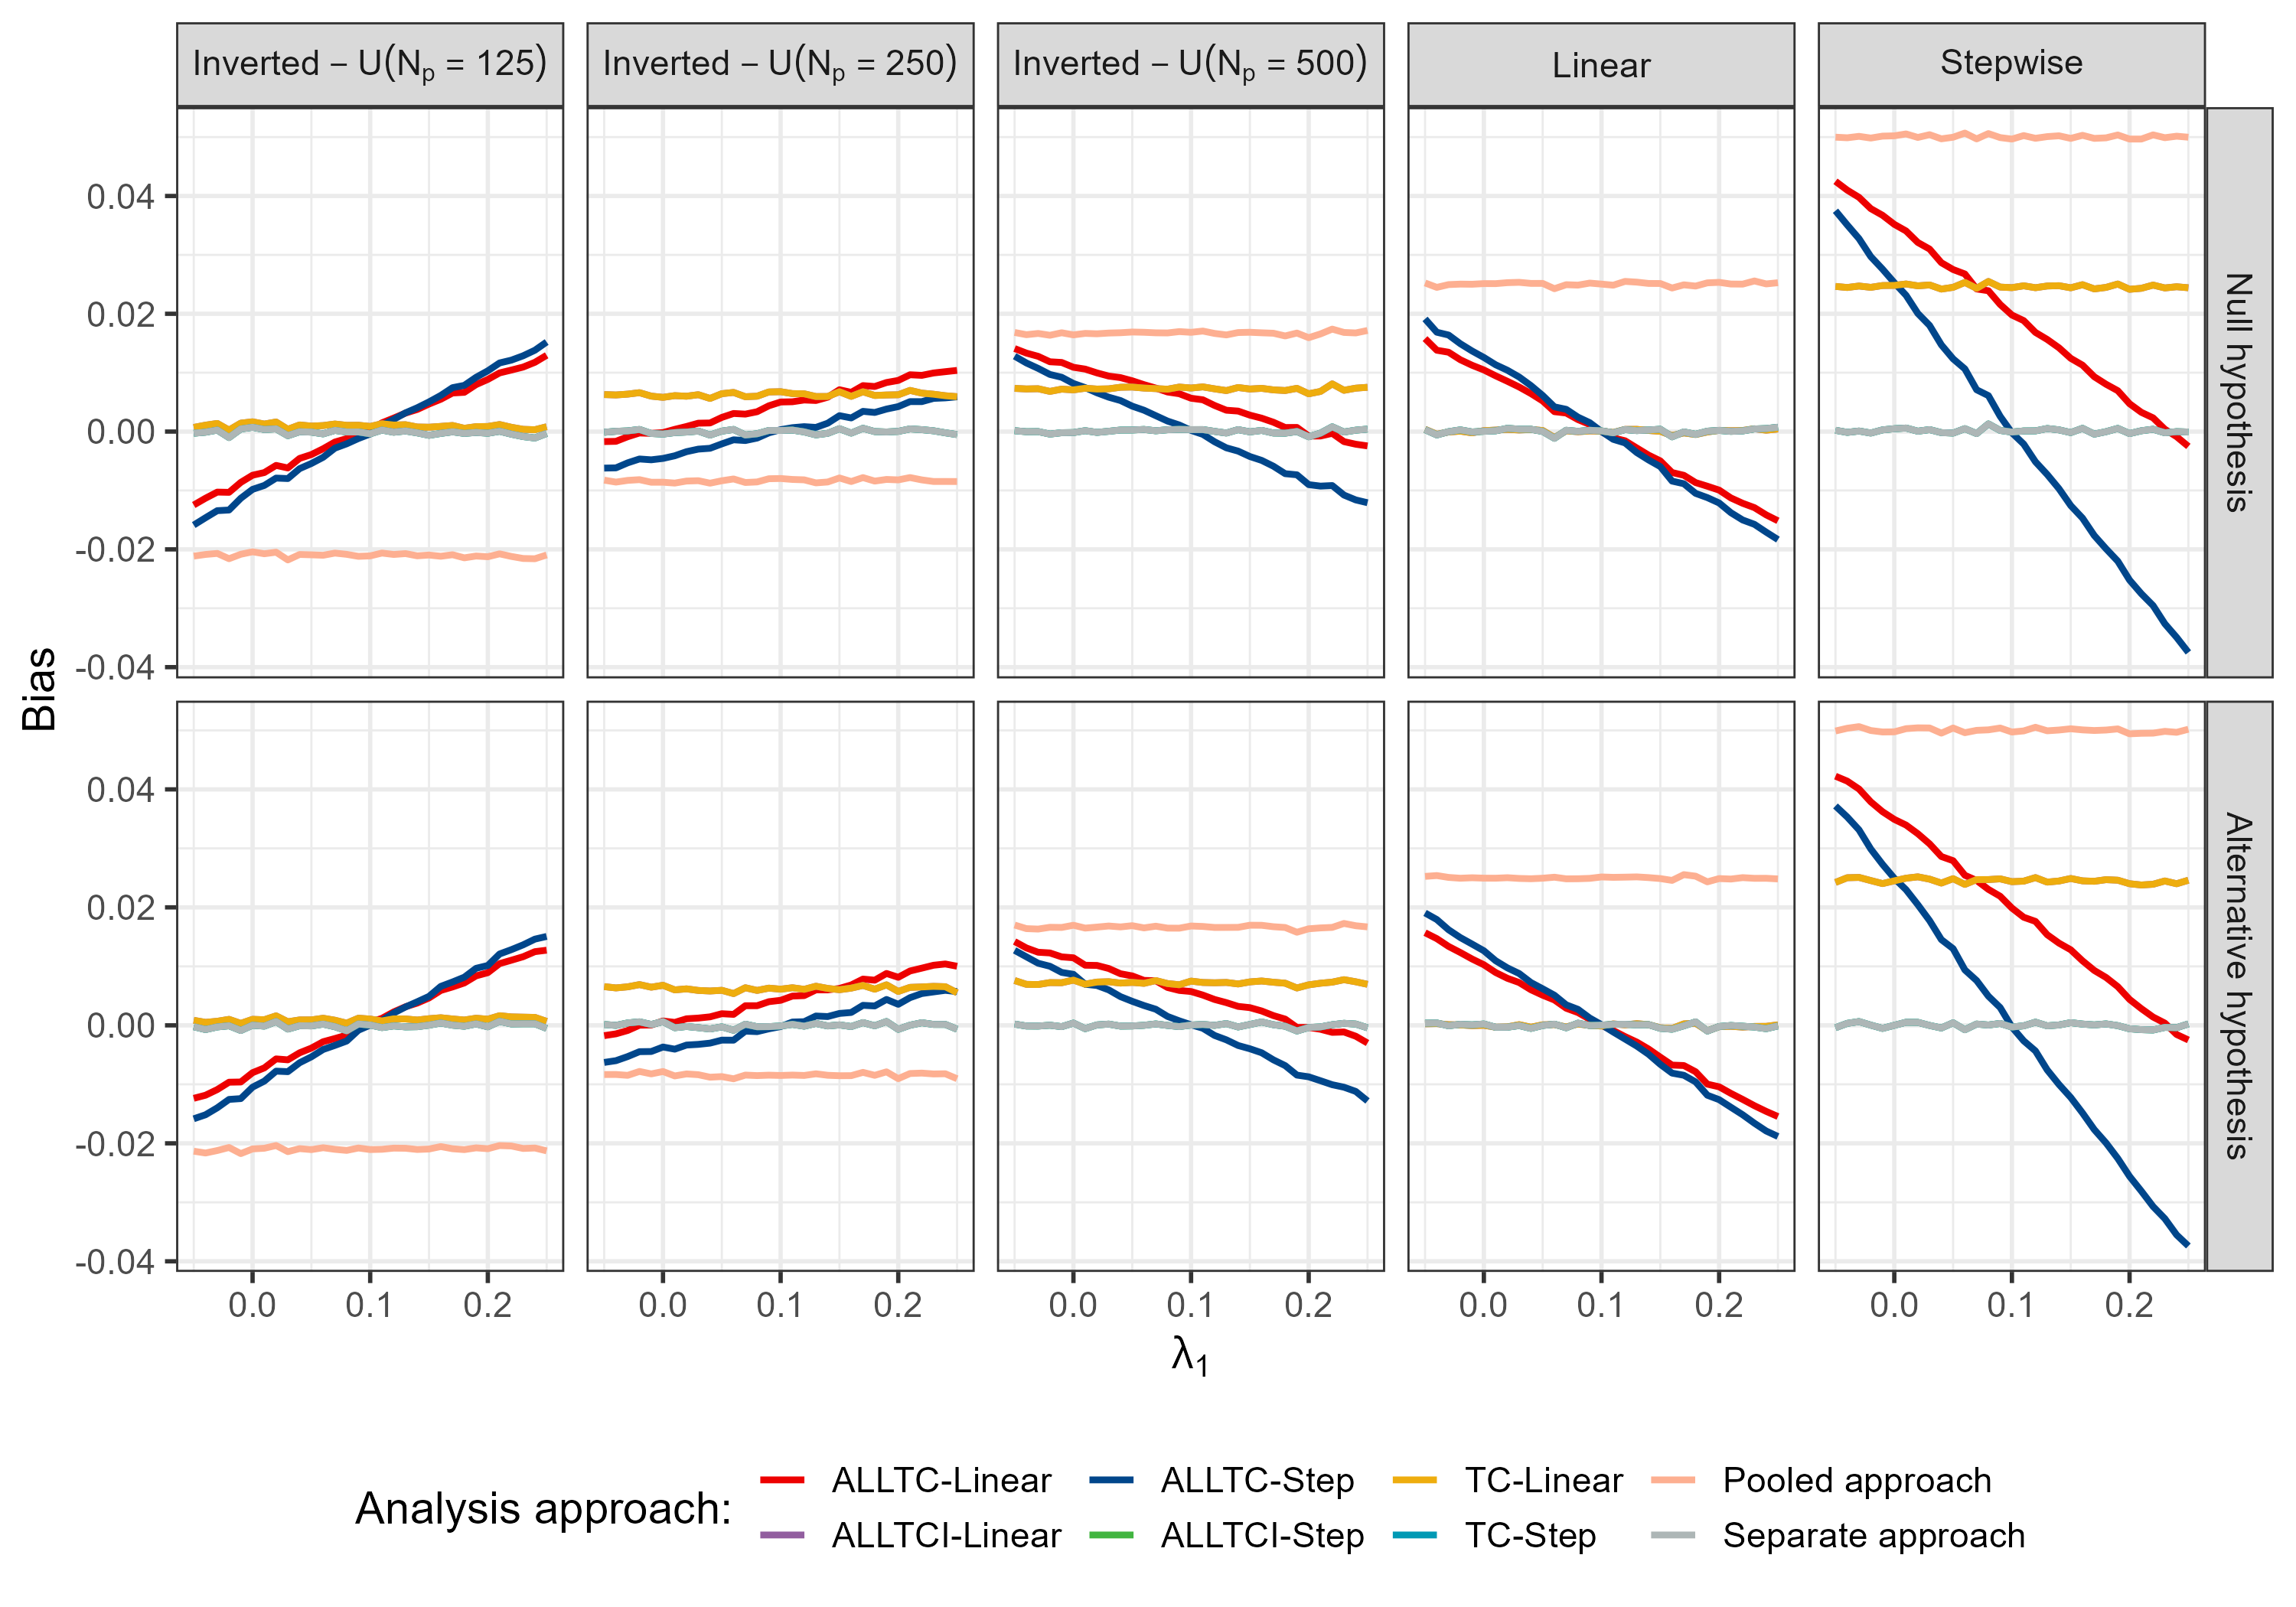 Inverted – U(Np = 125)
Inverted – U(Np = 250)
Inverted – U(Np = 500)
Linear
Stepwise
0.04
0.02
0.00
-0.02
-0.04
Null hypothesis
Bias
0.04
0.02
0.00
-0.02
-0.04
Alternative hypothesis
0.0 0.1 0.2
0.0 0.1 0.2
0.0 0.1 0.2
0.0 0.1 0.2
0.0 0.1 0.2
λ1
Analysis approach:
ALLTC-Linear
ALLTC-Step
TC-Linear
Pooled approach
ALLTCI-Linear
ALLTCI-Step
TC-Step
Separate approach